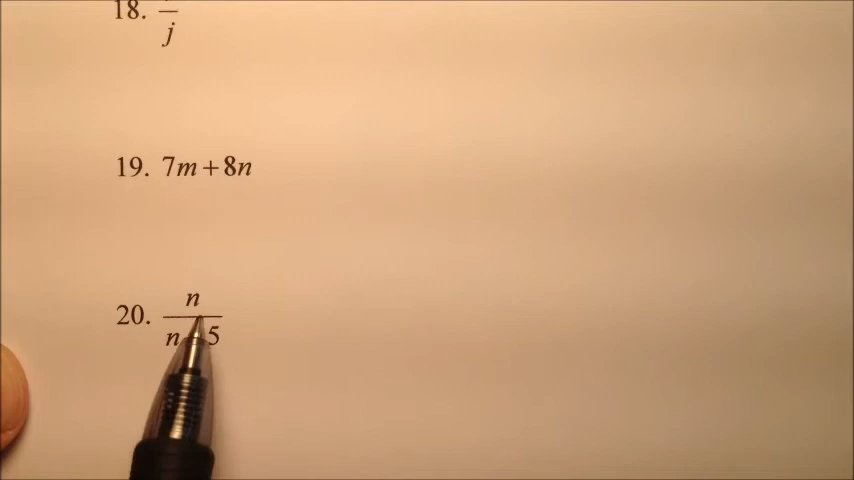 18. —
j
19. 7m+8n
20. n
n 5